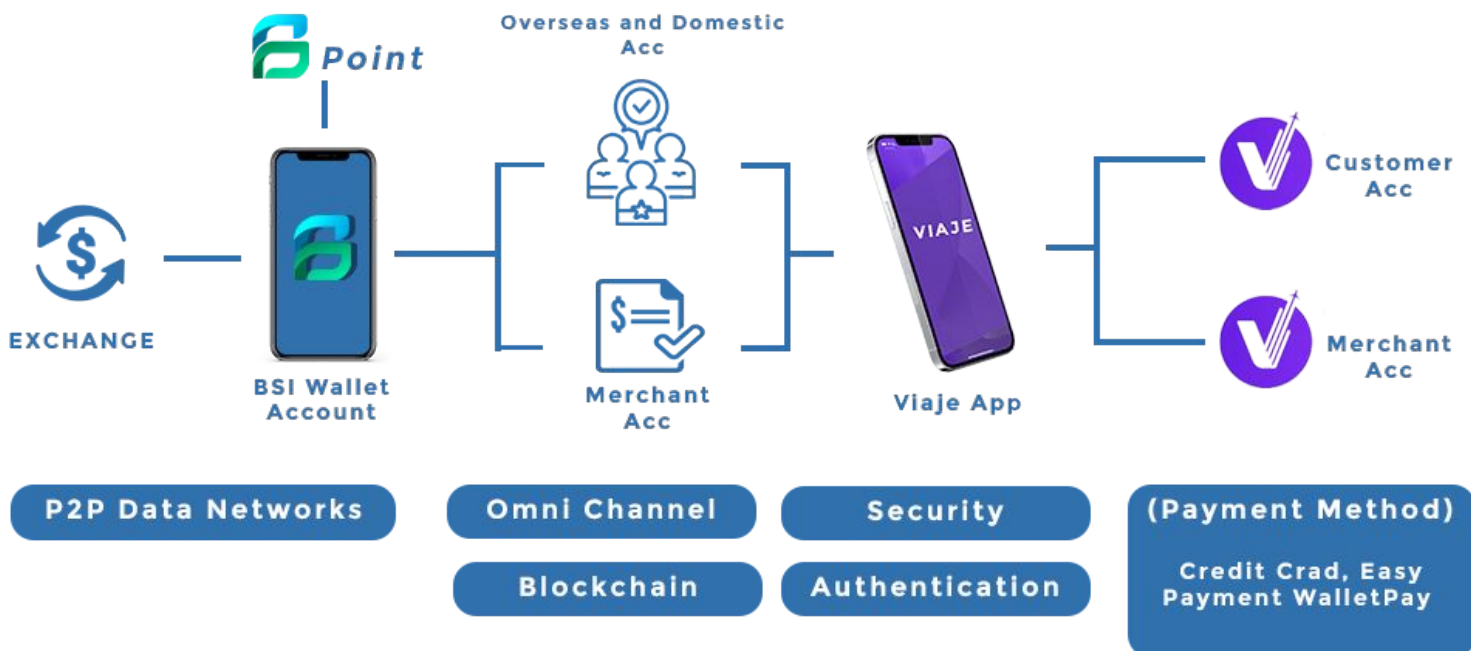 Point
Overseas and Domestic
Acc
$
EXCHANGE
BSI Wallet
Account
$
Merchant
Acc
VIAJE
Viaje App
Customer
Acc
Merchant
Acc
P2P Data Networks
Omni Channel
Blockchain
Security
Authentication
(Payment Method)
Credit Crad, Easy
Payment WalletPay